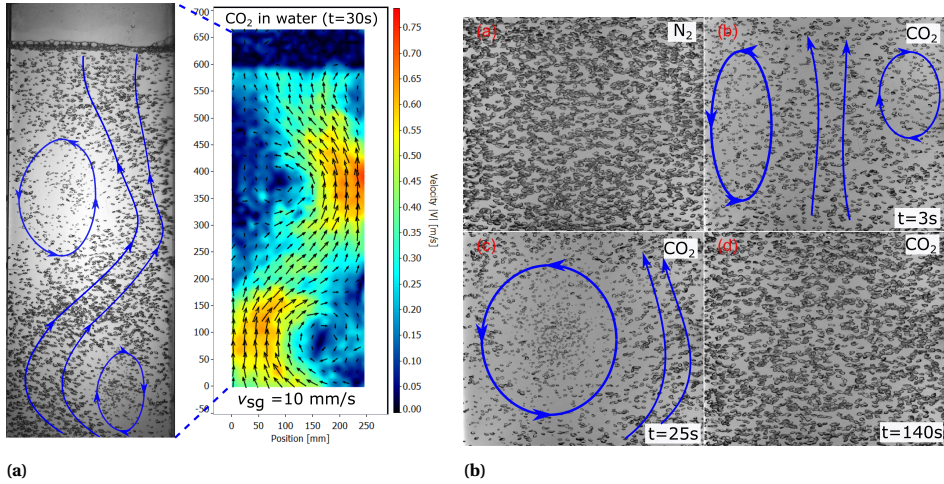 CO₂ in water (t=30s)
700
650
600
550
500
450
400
350
300
250
200
150
100
50
0
-50
0 50 100 150 200 250
Position [mm]
v_sg =10 mm/s
0.75
0.70
0.65
0.60
0.55
0.50
0.45
0.40
0.35
0.30
0.25
0.20
0.15
0.10
0.05
0.00
Velocity |V| [m/s]
(a)
(a) N₂
(b) CO₂
t=3s
(c) CO₂
t=25s
(d) CO₂
t=140s
(b)